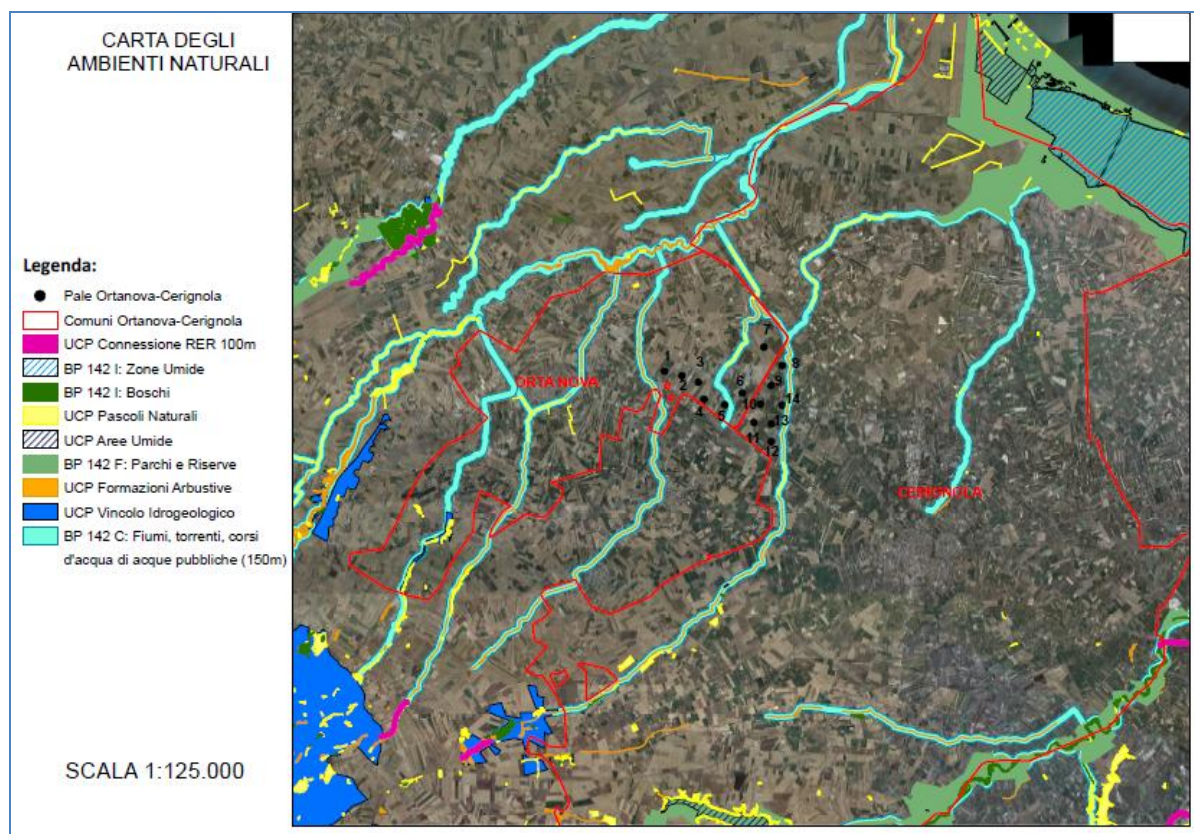 CARTA DEGLI
AMBIENTI NATURALI
Legenda:
Pale Ortanova-Cerignola
Comuni Ortanova-Cerignola
UCP Connessione RER 100m
BP 142 I: Zone Umide
BP 142 I: Boschi
UCP Pascoli Naturali
UCP Aree Umide
BP 142 F: Parchi e Riserve
UCP Formazioni Arbustive
UCP Vincolo Idrogeologico
BP 142 C: Fiumi, torrenti, corsi
d'acqua di acque pubbliche (150m)
SCALA 1:125.000
7
1
2
3
8
ORTA NOVA
6
9
4
5
10
14
11
13
12
CERIGNOLA